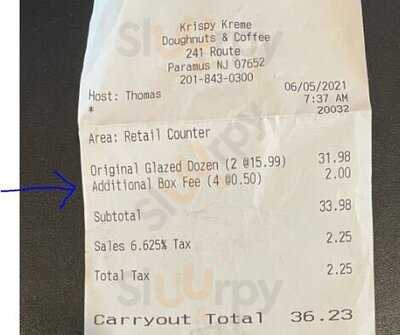 Krispy Kreme
Doughnuts & Coffee
241 Route
Paramus NJ 07652
201-843-0300
Host: Thomas 06/05/2021
* 7:37 AM
20032
Area: Retail Counter
Original Glazed Dozen (2 @15.99) 31.98
Additional Box Fee (4 @0.50) 2.00
Subtotal 33.98
Sales 6.625% Tax 2.25
Total Tax 2.25
Carryout Total 36.23
Sluurpy
Sluurpy
Sluurpy